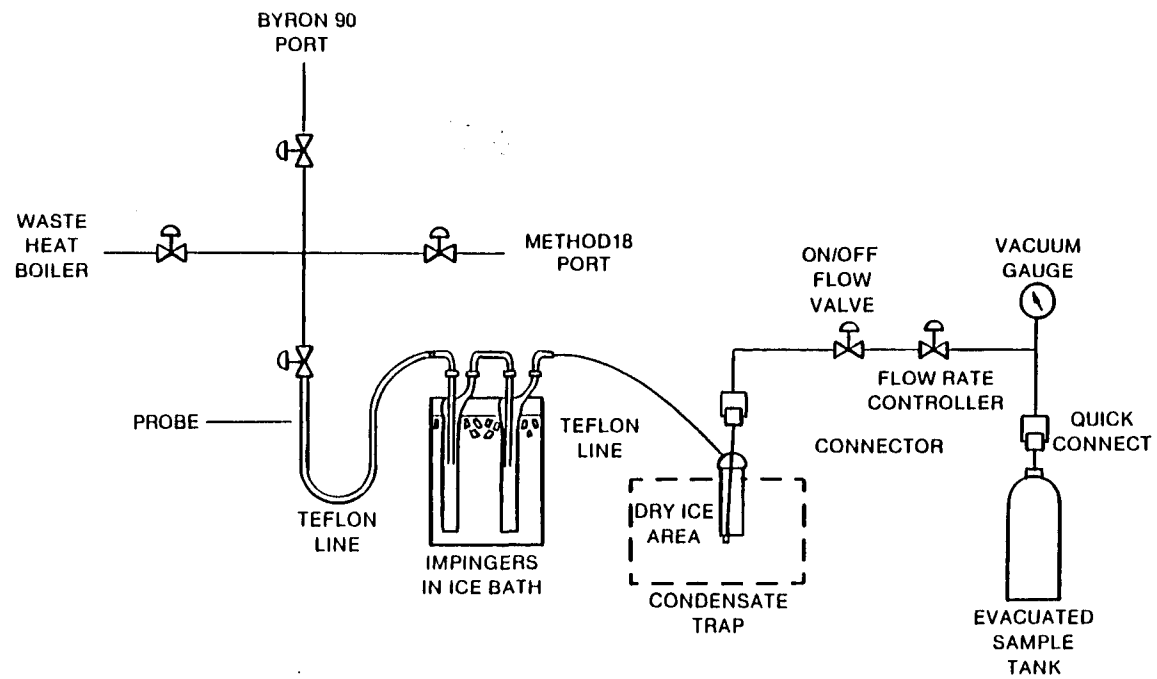 BYRON 90
PORT
WASTE
HEAT
BOILER
METHOD18
PORT
ON/OFF
FLOW
VALVE
VACUUM
GAUGE
FLOW RATE
CONTROLLER
PROBE
TEFLON
LINE
CONNECTOR
QUICK
CONNECT
TEFLON
LINE
DRY ICE
AREA
IMPINGERS
IN ICE BATH
CONDENSATE
TRAP
EVACUATED
SAMPLE
TANK